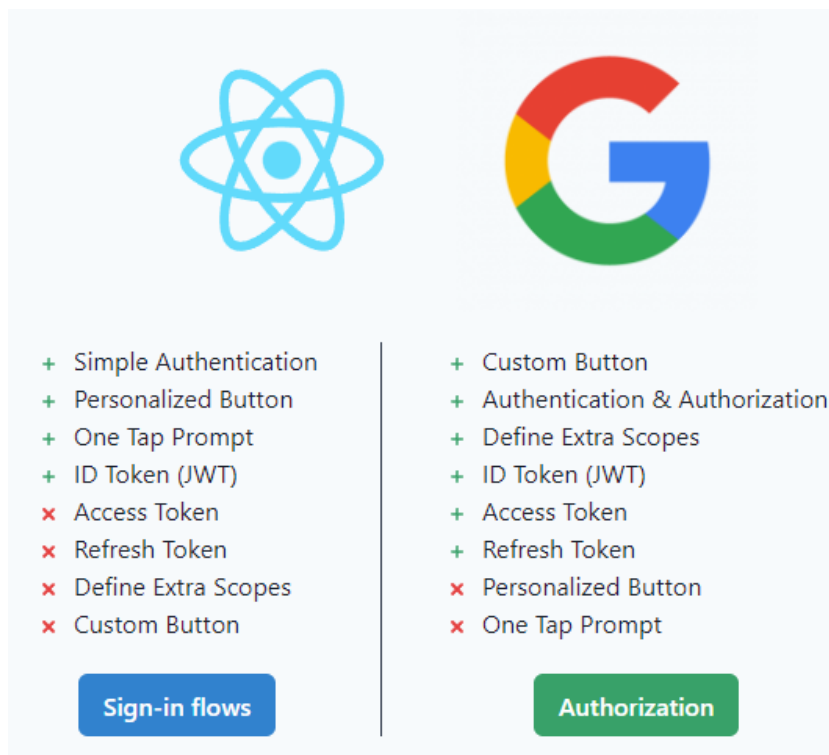 Simple Authentication
Personalized Button
One Tap Prompt
ID Token (JWT)
Access Token
Refresh Token
Define Extra Scopes
Custom Button
Sign-in flows
Custom Button
Authentication & Authorization
Define Extra Scopes
ID Token (JWT)
Access Token
Refresh Token
Personalized Button
One Tap Prompt
Authorization